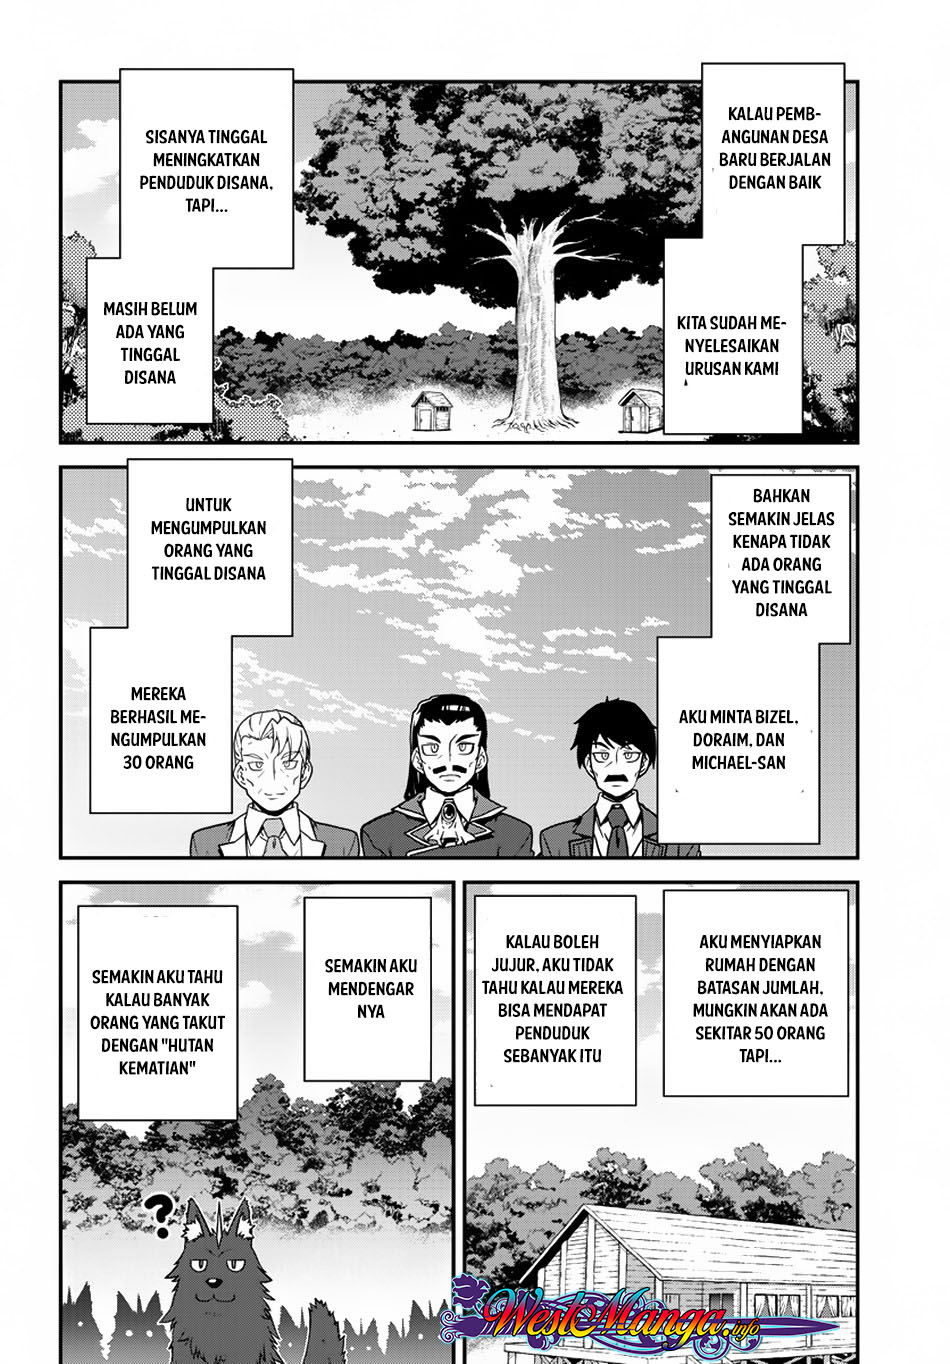 KALAU PEMB-
ANGUNAN DESA
BARU BERJALAN
DENGAN BAIK
KITA SUDAH ME-
NYELESAIKAN
URUSAN KAMI
SISANYA TINGGAL
MENINGKATKAN
PENDUDUK DISANA,
TAPI...
MASIH BELUM
ADA YANG
TINGGAL
DISANA
BAHKAN
SEMAKIN JELAS
KENAPA TIDAK
ADA ORANG
YANG TINGGAL
DISANA
AKU MINTA BIZEL,
DORAIM, DAN
MICHAEL-SAN
UNTUK
MENGUMPULKAN
ORANG YANG
TINGGAL DISANA
MEREKA
BERHASIL ME-
NGUMPULKAN
30 ORANG
AKU MENYIAPKAN
RUMAH DENGAN
BATASAN JUMLAH,
MUNGKIN AKAN ADA
SEKITAR 50 ORANG
TAPI...
KALAU BOLEH
JUJUR, AKU TIDAK
TAHU KALAU MEREKA
BISA MENDAPAT
PENDUDUK
SEBANYAK ITU
SEMAKIN AKU
MENDENGAR
NYA
SEMAKIN AKU TAHU
KALAU BANYAK
ORANG YANG TAKUT
DENGAN "HUTAN
KEMATIAN"
?
WestManga.info